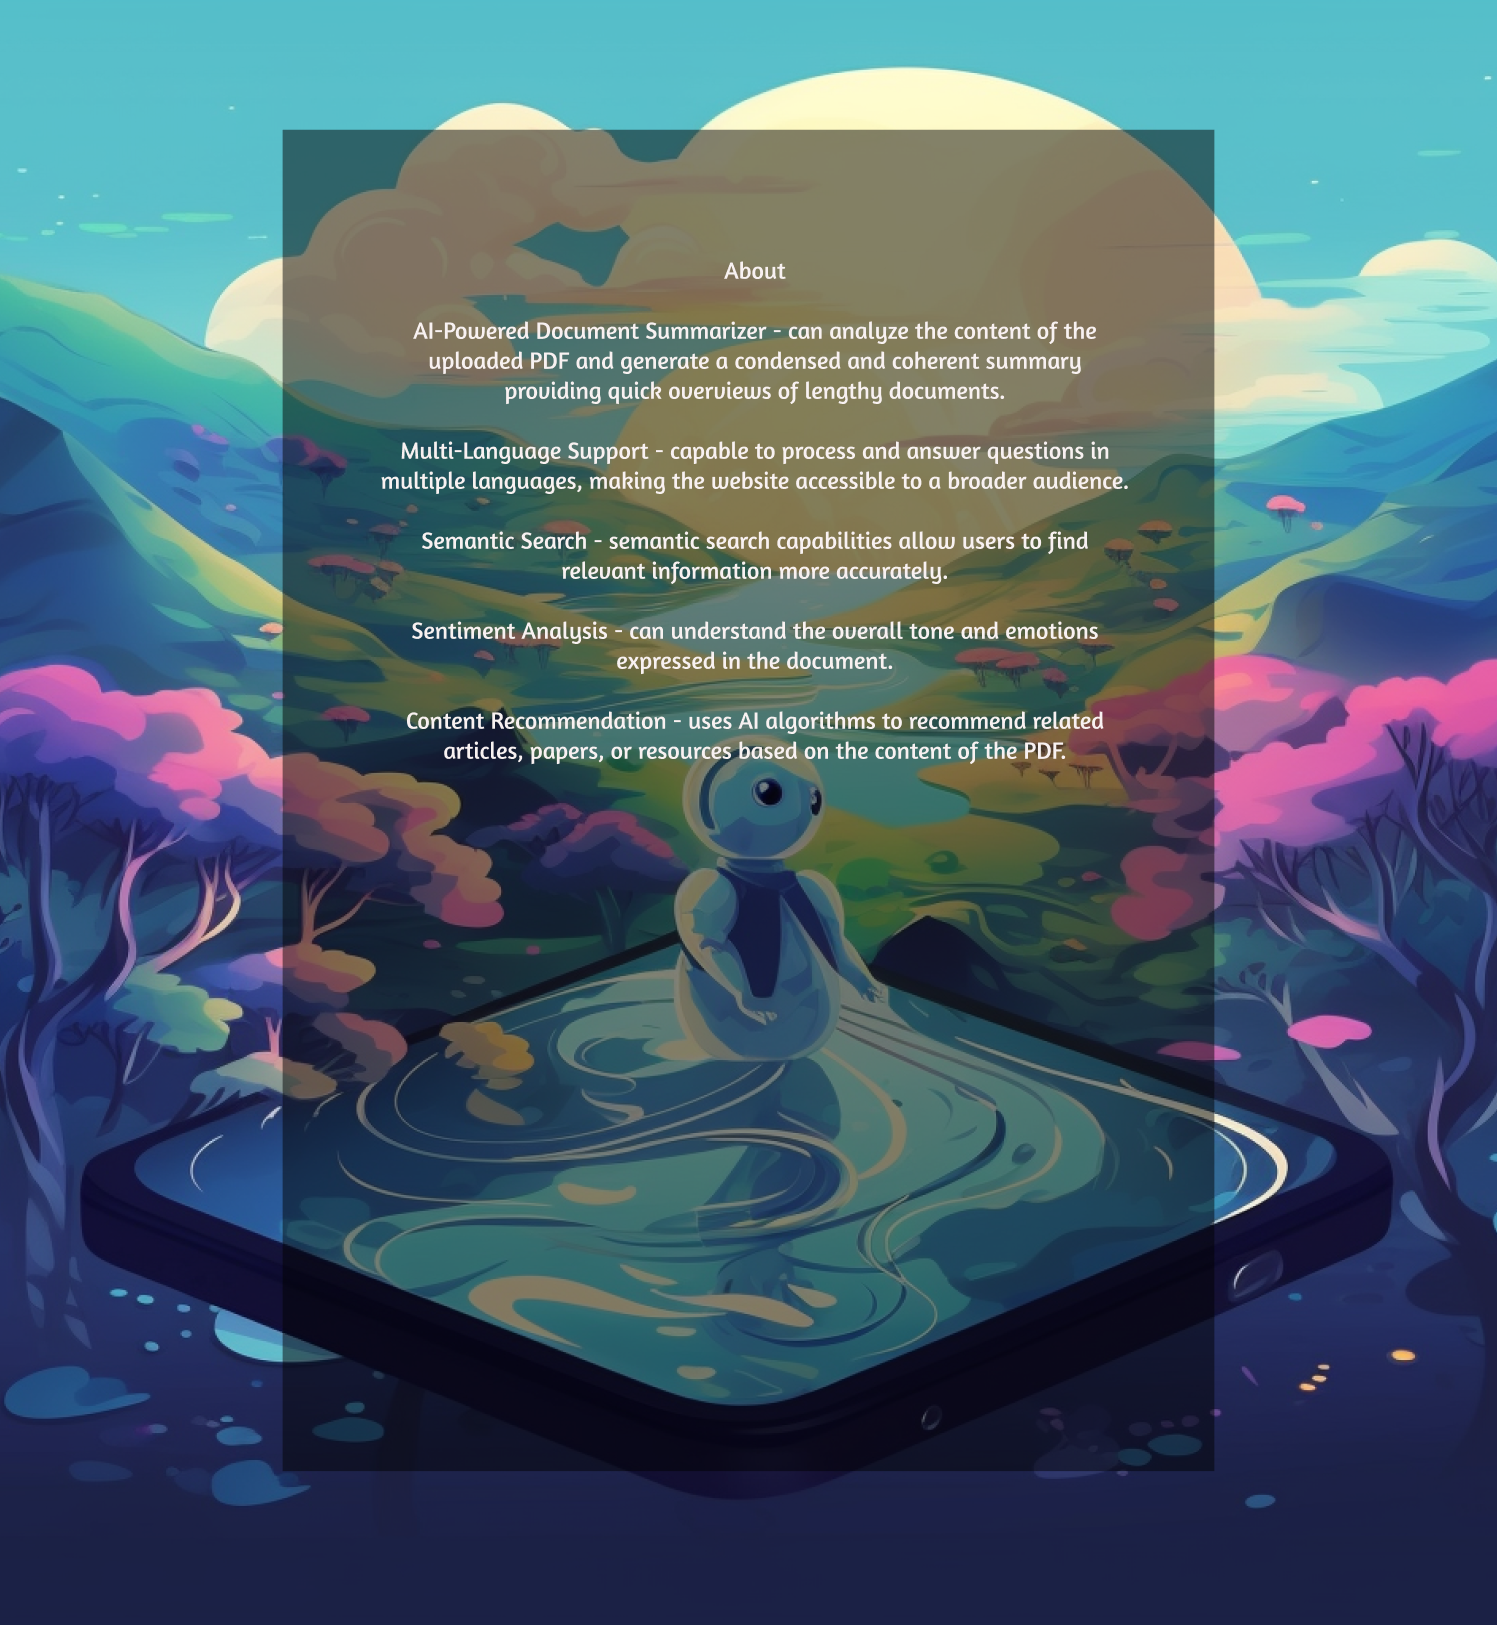 About
AI-Powered Document Summarizer - can analyze the content of the
uploaded PDF and generate a condensed and coherent summary
providing quick overviews of lengthy documents.
Multi-Language Support - capable to process and answer questions in
multiple languages, making the website accessible to a broader audience.
Semantic Search - semantic search capabilities allow users to find
relevant information more accurately.
Sentiment Analysis - can understand the overall tone and emotions
expressed in the document.
Content Recommendation - uses AI algorithms to recommend related
articles, papers, or resources based on the content of the PDF.